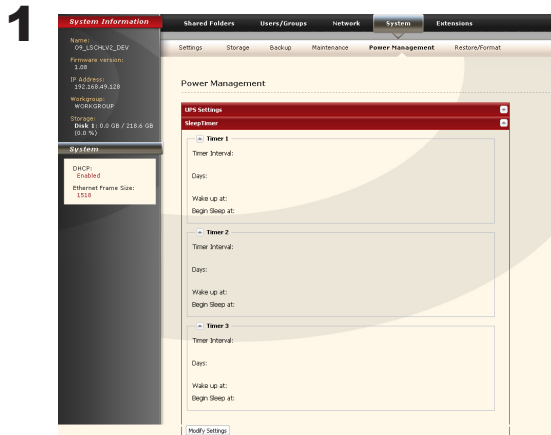 1
System Information
Name:
09_LSCHLV2_DEV
Firmware version:
1.08
IP Address:
192.168.49.128
Workgroup:
WORKGROUP
Storage:
Disk 1: 0.0 GB / 218.6 GB
(0.0 %)
System
DHCP:
Enabled
Ethernet Frame Size:
1518
Shared Folders Users/Groups Network System Extensions
Settings Storage Backup Maintenance Power Management Restore/Format
Power Management
UPS Settings
SleepTimer
Timer 1
Timer Interval:
Days:
Wake up at:
Begin Sleep at:
Timer 2
Timer Interval:
Days:
Wake up at:
Begin Sleep at:
Timer 3
Timer Interval:
Days:
Wake up at:
Begin Sleep at:
Modify Settings